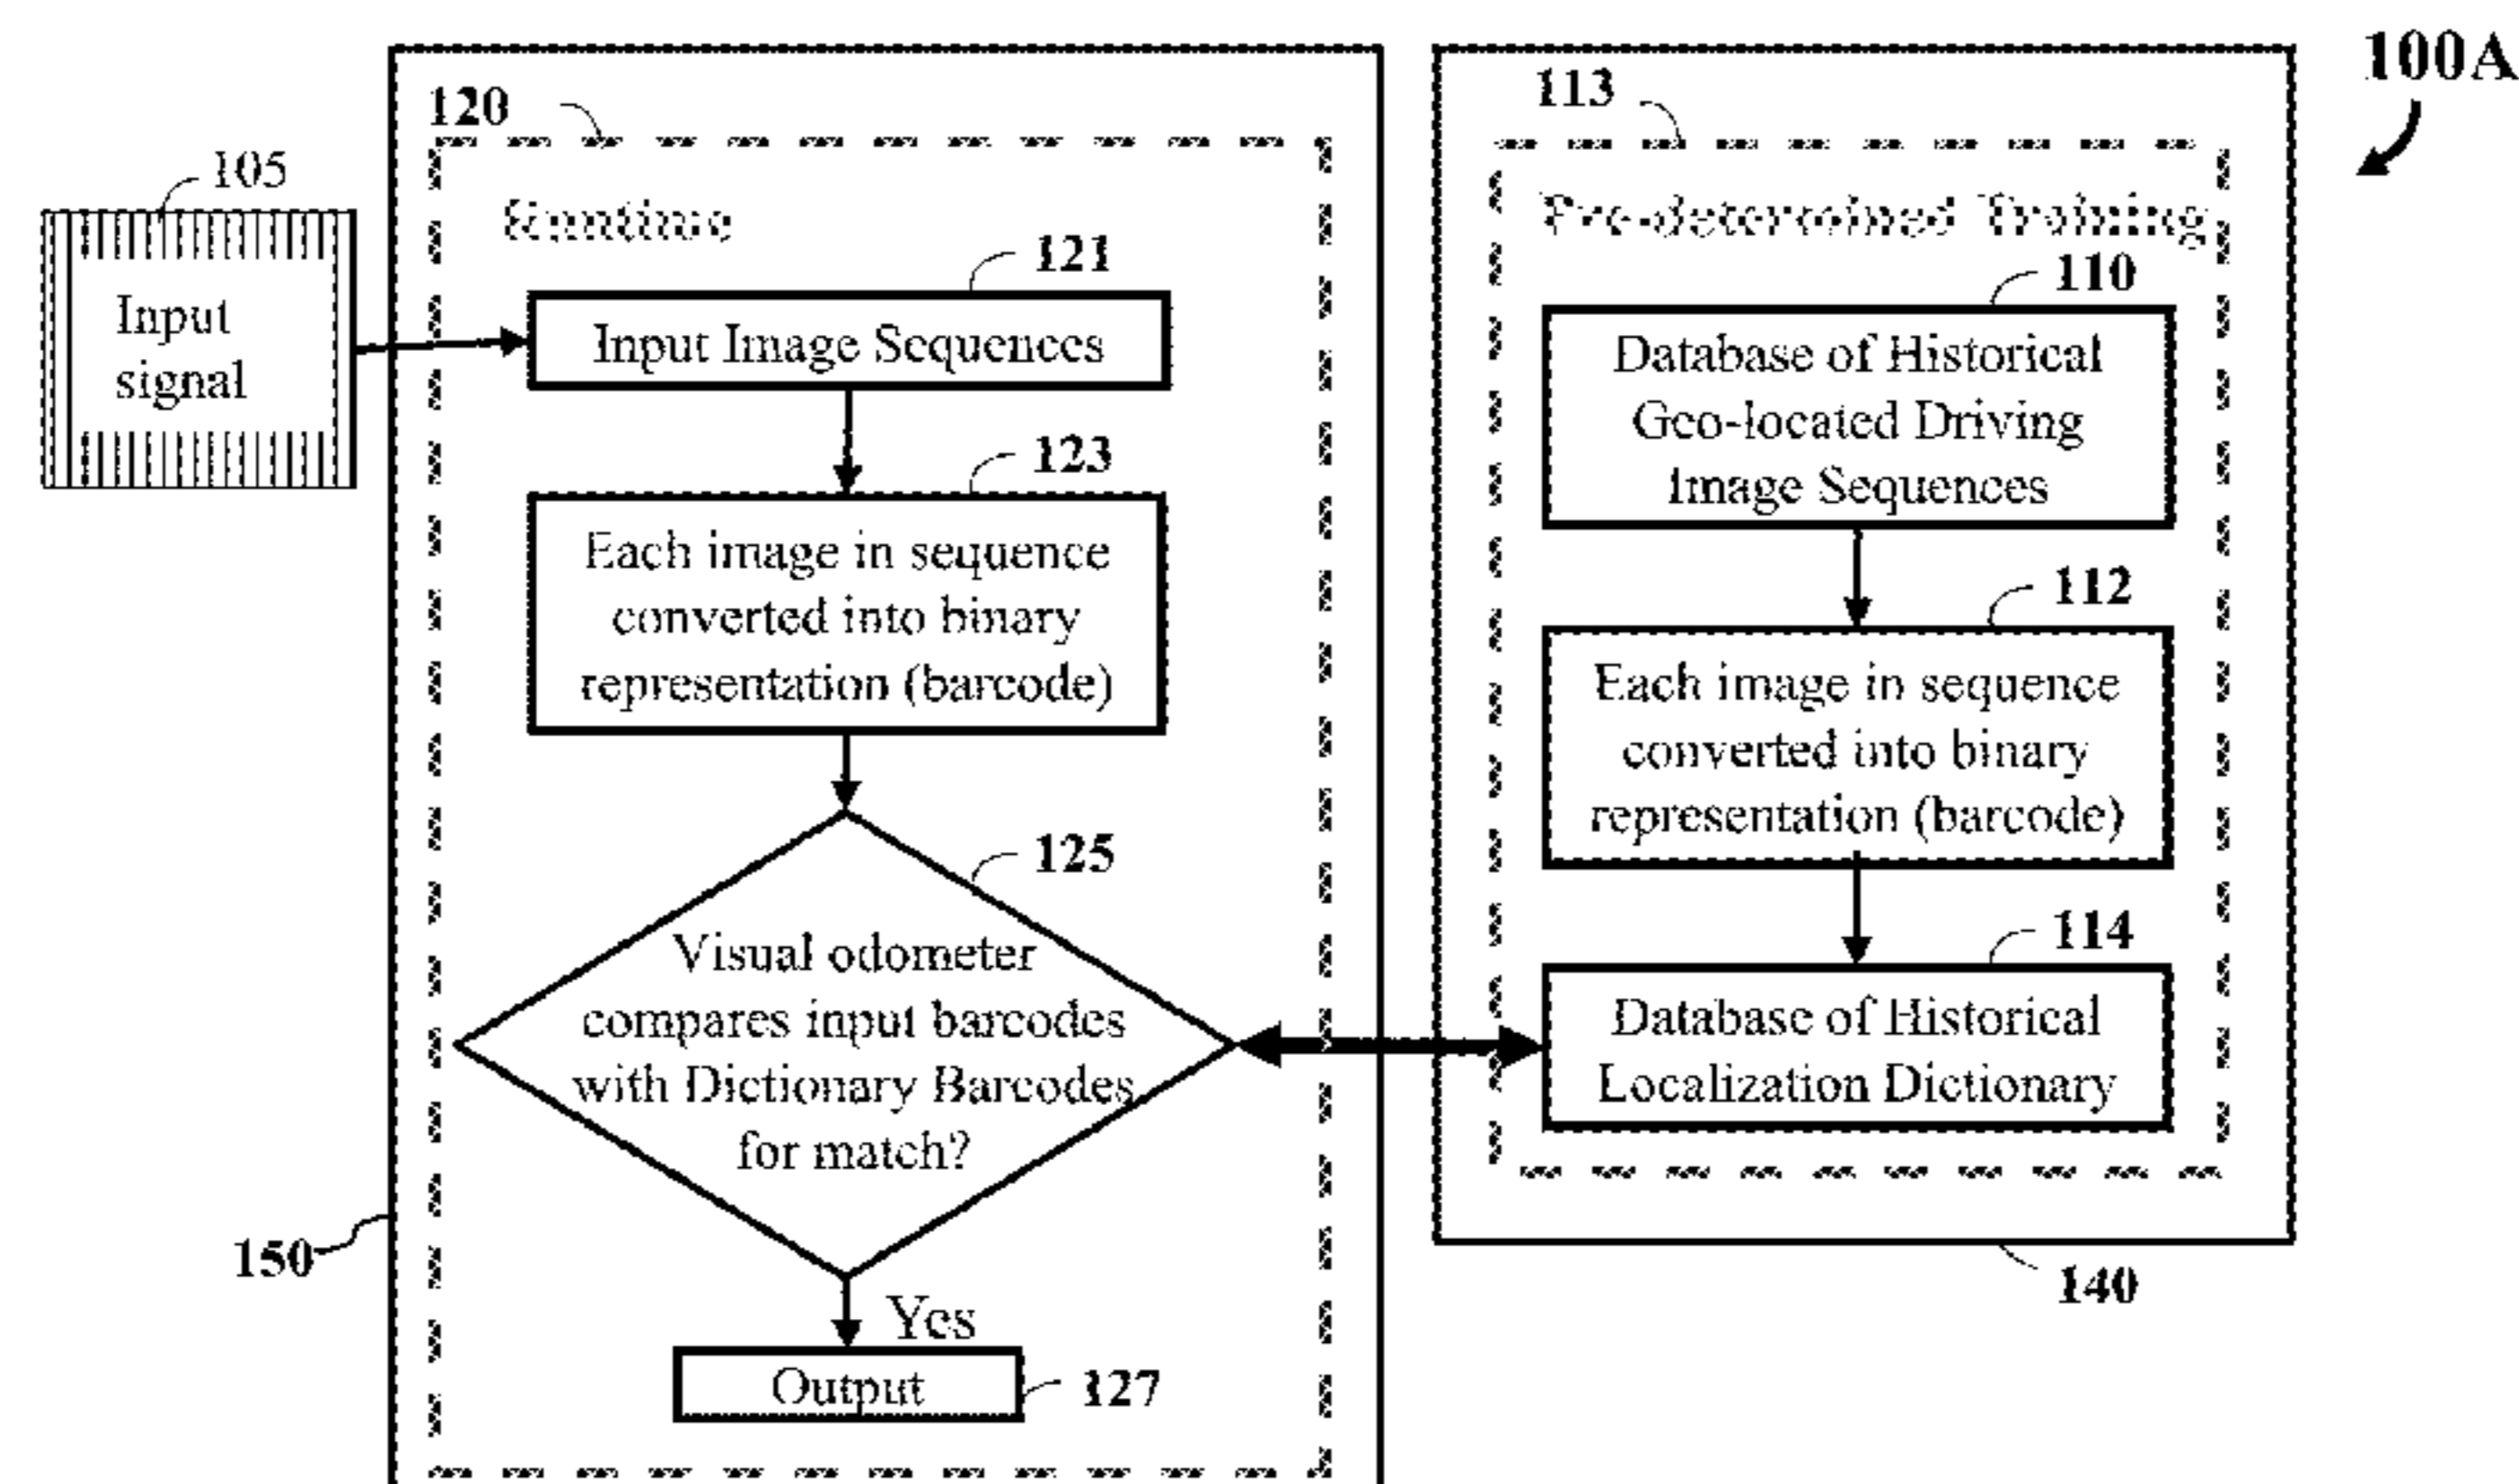 100A
105
Input
signal
120
Runtime
121
Input Image Sequences
123
Each image in sequence
converted into binary
representation (barcode)
125
Visual odometer
compares input barcodes
with Dictionary Barcodes
for match?
Yes
Output
127
150
113
Pre-determined Training
110
Database of Historical
Geo-located Driving
Image Sequences
112
Each image in sequence
converted into binary
representation (barcode)
114
Database of Historical
Localization Dictionary
140